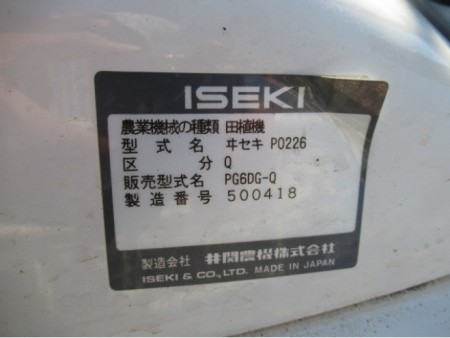 ISEKI
農業機械の種類 田植機
型式名 ヰセキ PO226
区分 Q
販売型式名 PG6DG-Q
製造番号 500418
製造会社 井関農機株式会社
ISEKI & CO., LTD. MADE IN JAPAN